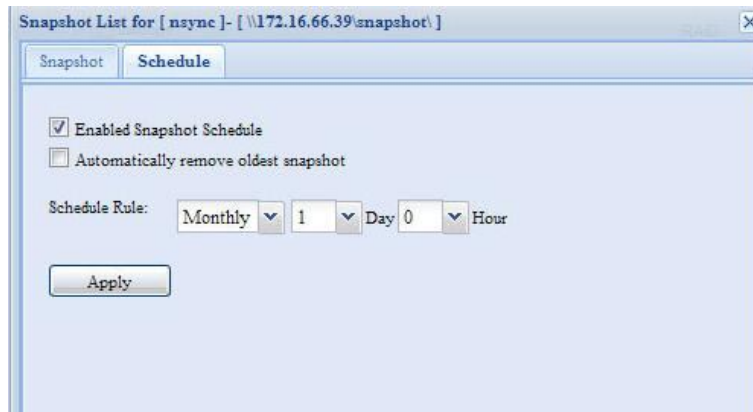 Snapshot List for [ nsync ]- [ \\172.16.66.39\snapshot\ ]
Snapshot Schedule
Enabled Snapshot Schedule
Automatically remove oldest snapshot
Schedule Rule: Monthly 1 Day 0 Hour
Apply